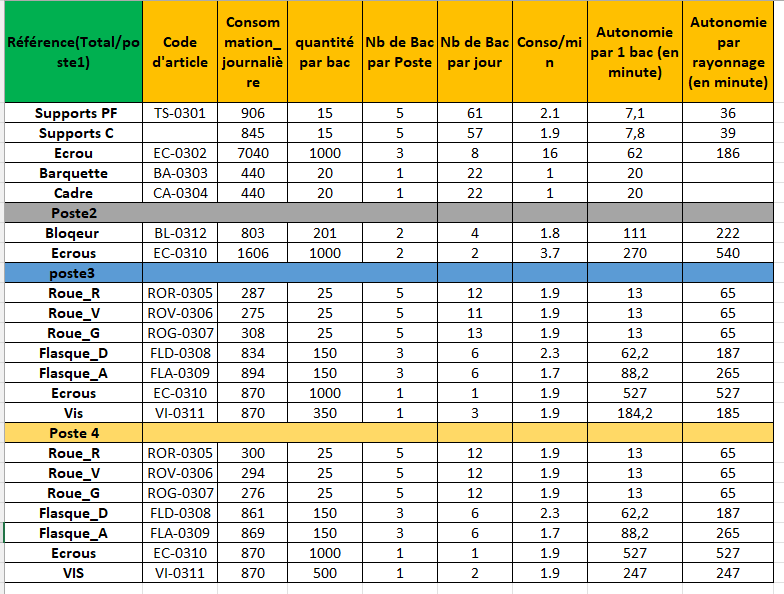 Référence(Total/poste1) Code d'article Consommation_journalière quantité par bac Nb de Bac par Poste Nb de Bac par jour Conso/min Autonomie par 1 bac (en minute) Autonomie par rayonnage (en minute)
Supports PF TS-0301 906 15 5 61 2.1 7,1 36
Supports C 845 15 5 57 1.9 7,8 39
Ecrou EC-0302 7040 1000 3 8 16 62 186
Barquette BA-0303 440 20 1 22 1 20
Cadre CA-0304 440 20 1 22 1 20
Poste2
Bloqeur BL-0312 803 201 2 4 1.8 111 222
Ecrous EC-0310 1606 1000 2 2 3.7 270 540
poste3
Roue_R ROR-0305 287 25 5 12 1.9 13 65
Roue_V ROV-0306 275 25 5 11 1.9 13 65
Roue_G ROG-0307 308 25 5 13 1.9 13 65
Flasque_D FLD-0308 834 150 3 6 2.3 62,2 187
Flasque_A FLA-0309 894 150 3 6 1.7 88,2 265
Ecrous EC-0310 870 1000 1 1 1.9 527 527
Vis VI-0311 870 350 1 3 1.9 184,2 185
Poste 4
Roue_R ROR-0305 300 25 5 12 1.9 13 65
Roue_V ROV-0306 294 25 5 12 1.9 13 65
Roue_G ROG-0307 276 25 5 12 1.9 13 65
Flasque_D FLD-0308 861 150 3 6 2.3 62,2 187
Flasque_A FLA-0309 869 150 3 6 1.7 88,2 265
Ecrous EC-0310 870 1000 1 1 1.9 527 527
VIS VI-0311 870 500 1 2 1.9 247 247